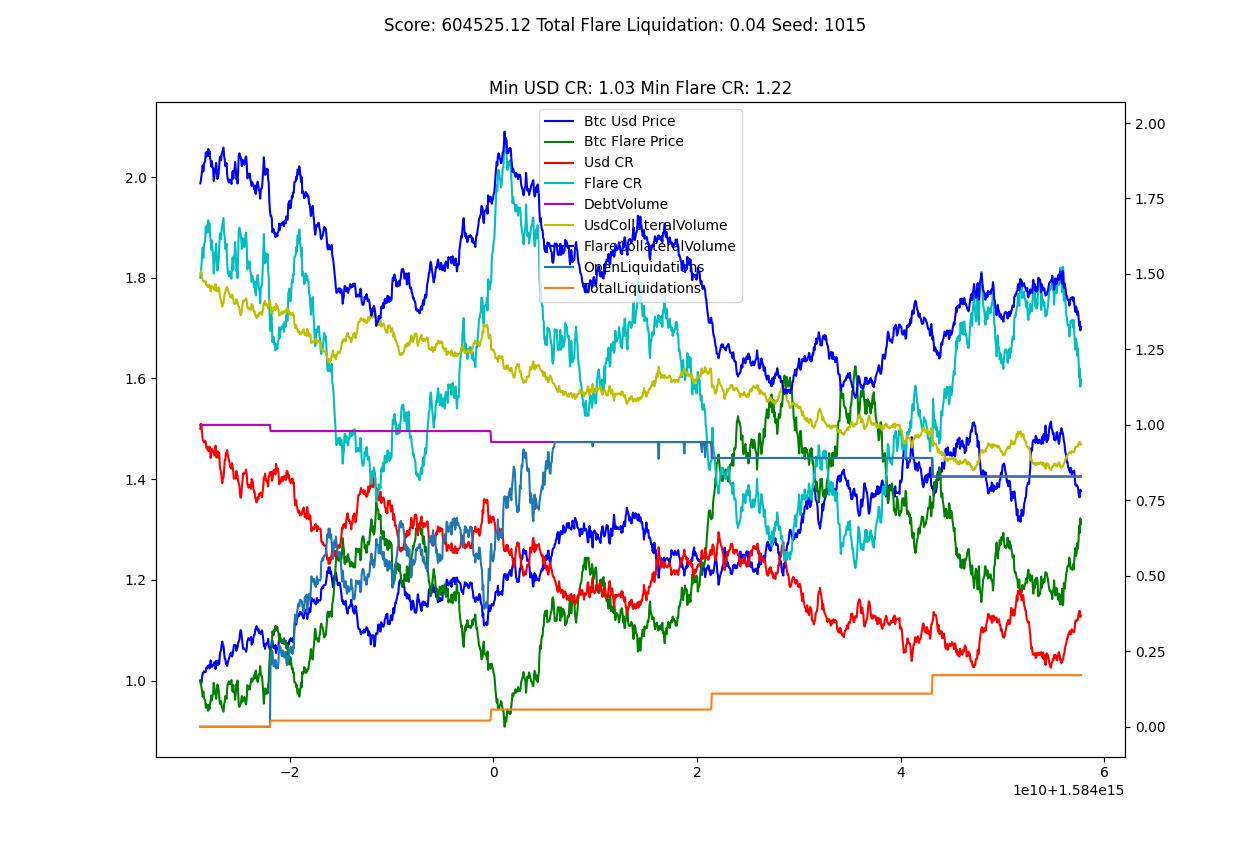 Score: 604525.12 Total Flare Liquidation: 0.04 Seed: 1015
Min USD CR: 1.03 Min Flare CR: 1.22
Btc Usd Price
Btc Flare Price
Usd CR
Flare CR
DebtVolume
UsdCollateralVolume
FlareCollateralVolume
OpenLiquidations
TotalLiquidations
2.0
1.8
1.6
1.4
1.2
1.0
2.00
1.75
1.50
1.25
1.00
0.75
0.50
0.25
0.00
−2
0
2
4
6
1e10+1.584e15